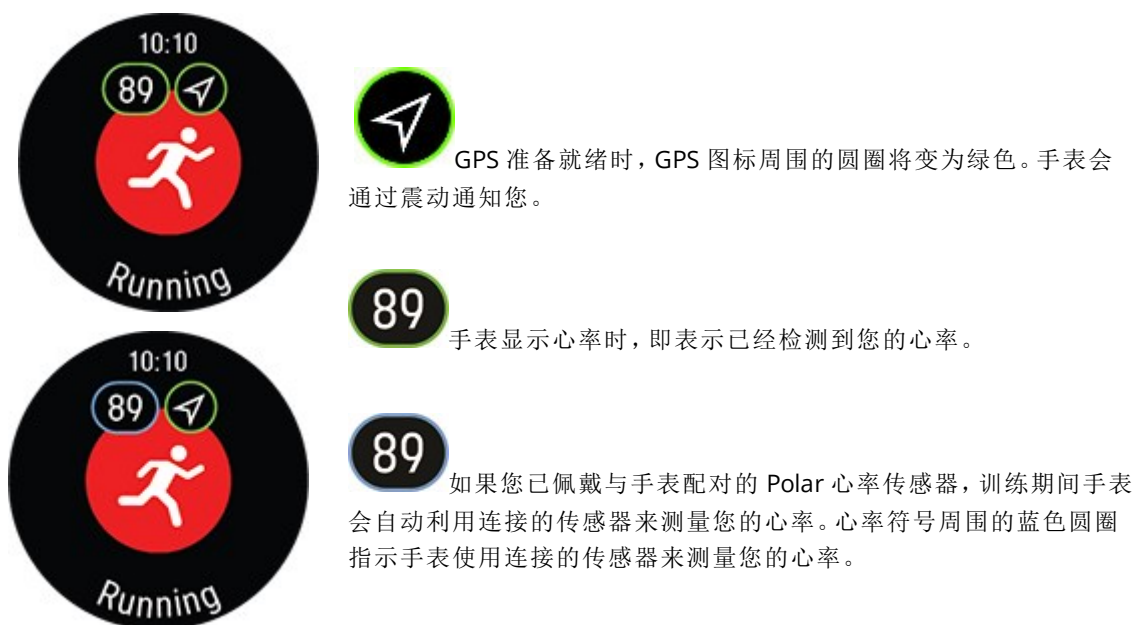 10:10
89
Running
GPS 准备就绪时，GPS 图标周围的圆圈将变为绿色。手表会
通过震动通知您。
89
手表显示心率时，即表示已经检测到您的心率。
10:10
89
Running
89
如果您已佩戴与手表配对的 Polar 心率传感器，训练期间手表
会自动利用连接的传感器来测量您的心率。心率符号周围的蓝色圆圈
指示手表使用连接的传感器来测量您的心率。